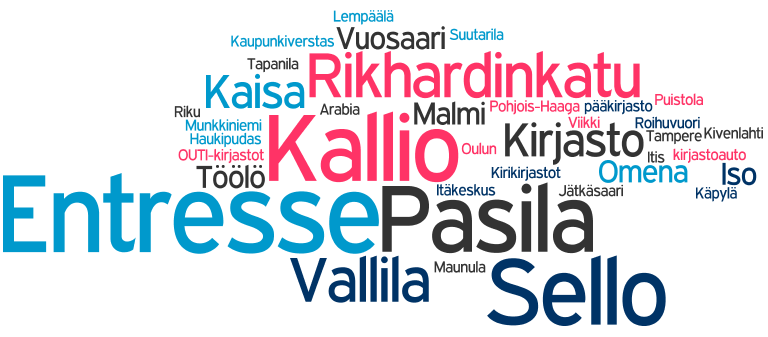 Lempäälä
Kaupunkiverstas Vuosaari Suutarila
Tapanila Rikhardinkatu
Kaisa
Riku Arabia Malmi Pohjois-Haaga pääkirjasto Puistola
Munkkiniemi Kallio Kirjasto Viikki Roihuvuori
Haukipudas Tampere Kivenlahti
OUTI-kirjastot Oulun Itis kirjastoauto
Töölö Kirikirjastot Omena Iso
Itäkeskus Jätkäsaari Käpylä
Entresse Pasila
Vallila Maunula Sello